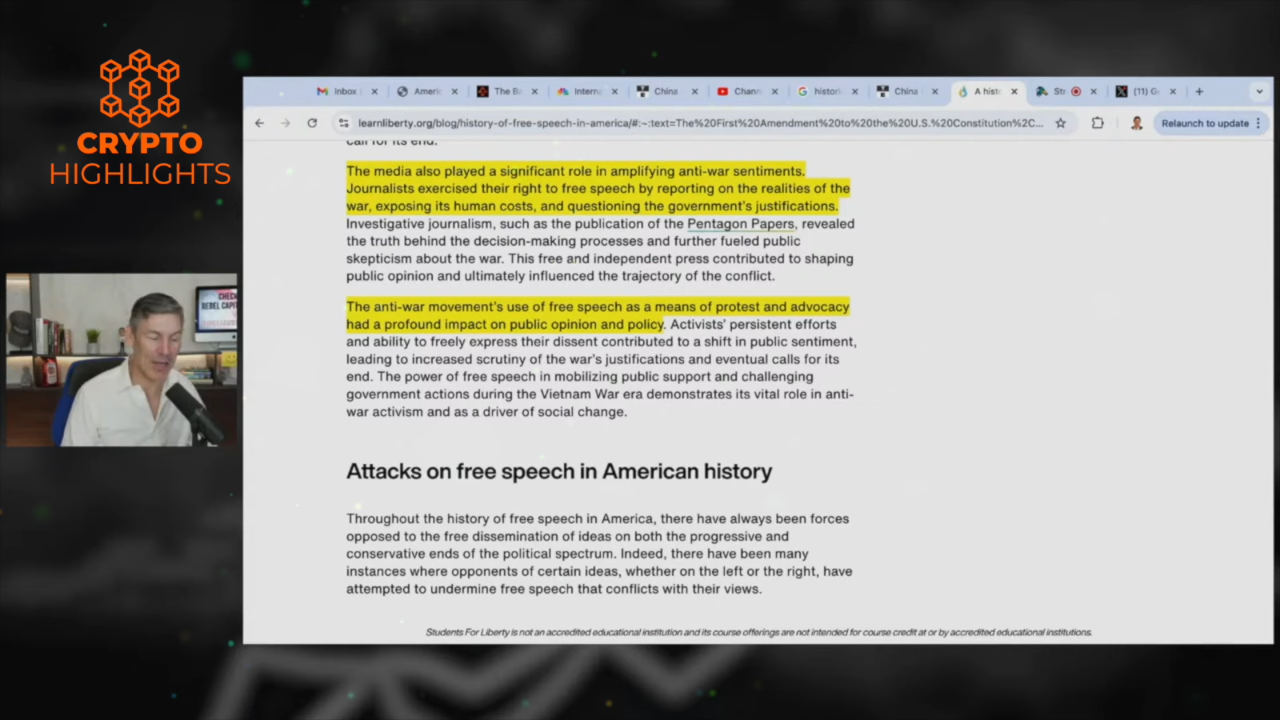 CRYPTO
HIGHLIGHTS
Inbox
Americ
The Ba
Interna
China
Chann
histori
China
A histo
Str
(11) G
Relaunch to update
learnliberty.org/blog/history-of-free-speech-in-america/#:~:text=The%20First%20Amendment%20to%20the%20U.S.%20Constitution%2C...
call for its end.
The media also played a significant role in amplifying anti-war sentiments.
Journalists exercised their right to free speech by reporting on the realities of the
war, exposing its human costs, and questioning the government's justifications.
Investigative journalism, such as the publication of the Pentagon Papers, revealed
the truth behind the decision-making processes and further fueled public
skepticism about the war. This free and independent press contributed to shaping
public opinion and ultimately influenced the trajectory of the conflict.
The anti-war movement's use of free speech as a means of protest and advocacy
had a profound impact on public opinion and policy. Activists' persistent efforts
and ability to freely express their dissent contributed to a shift in public sentiment,
leading to increased scrutiny of the war's justifications and eventual calls for its
end. The power of free speech in mobilizing public support and challenging
government actions during the Vietnam War era demonstrates its vital role in anti-
war activism and as a driver of social change.
Attacks on free speech in American history
Throughout the history of free speech in America, there have always been forces
opposed to the free dissemination of ideas on both the progressive and
conservative ends of the political spectrum. Indeed, there have been many
instances where opponents of certain ideas, whether on the left or the right, have
attempted to undermine free speech that conflicts with their views.
Students For Liberty is not an accredited educational institution and its course offerings are not intended for course credit at or by accredited educational institutions.
CHECK
REBEL CAPI